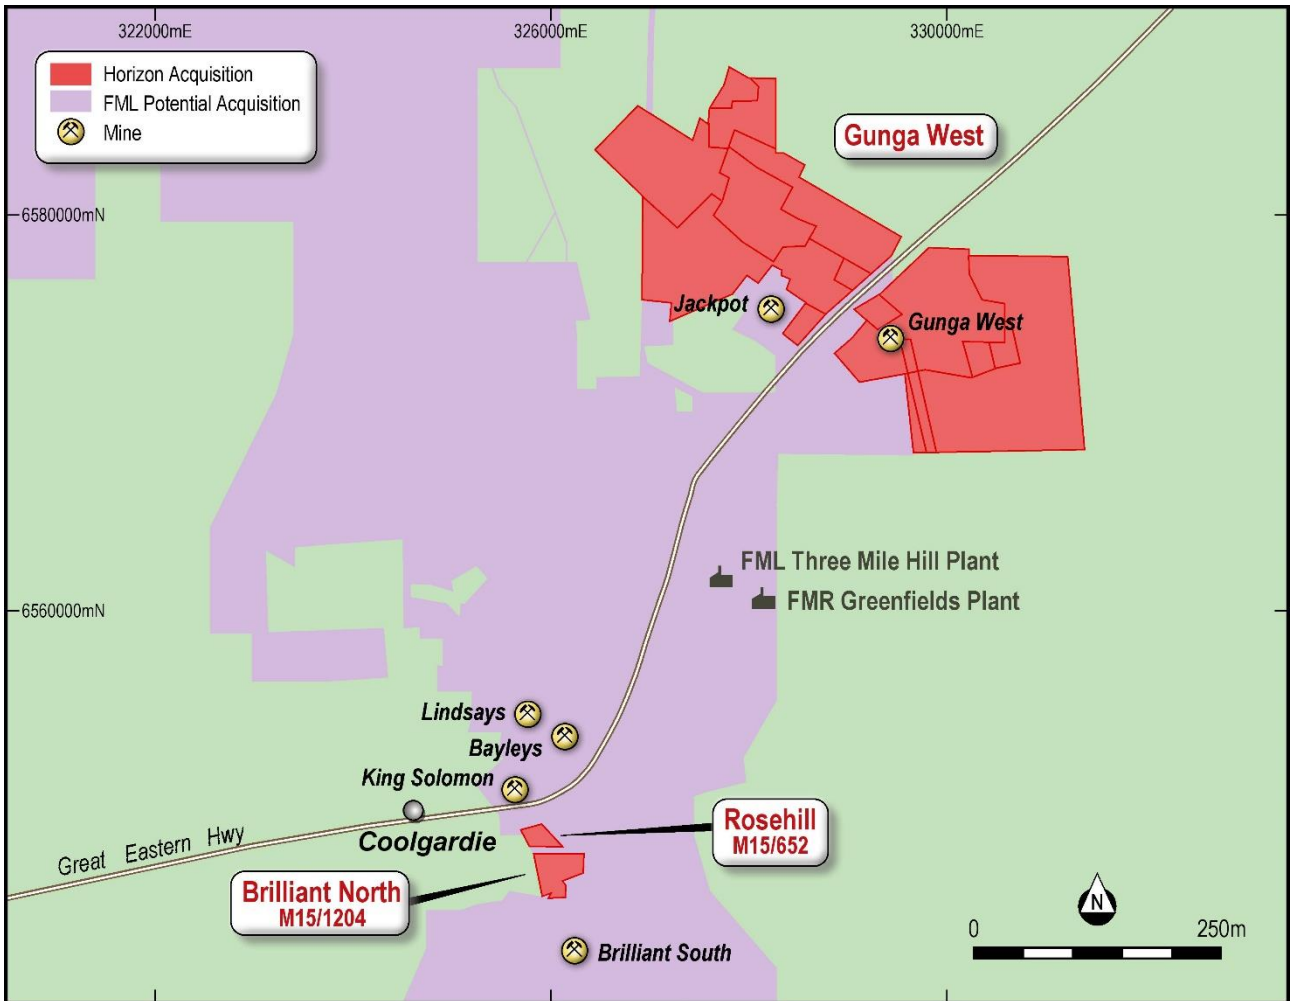 322000mE
326000mE
330000mE
Horizon Acquisition
FML Potential Acquisition
Mine
Gunga West
6580000mN
Jackpot
Gunga West
FML Three Mile Hill Plant
FMR Greenfields Plant
6560000mN
Lindsays
Bayleys
King Solomon
Coolgardie
Great Eastern Hwy
Rosehill
M15/652
Brilliant North
M15/1204
N
0
250m
Brilliant South